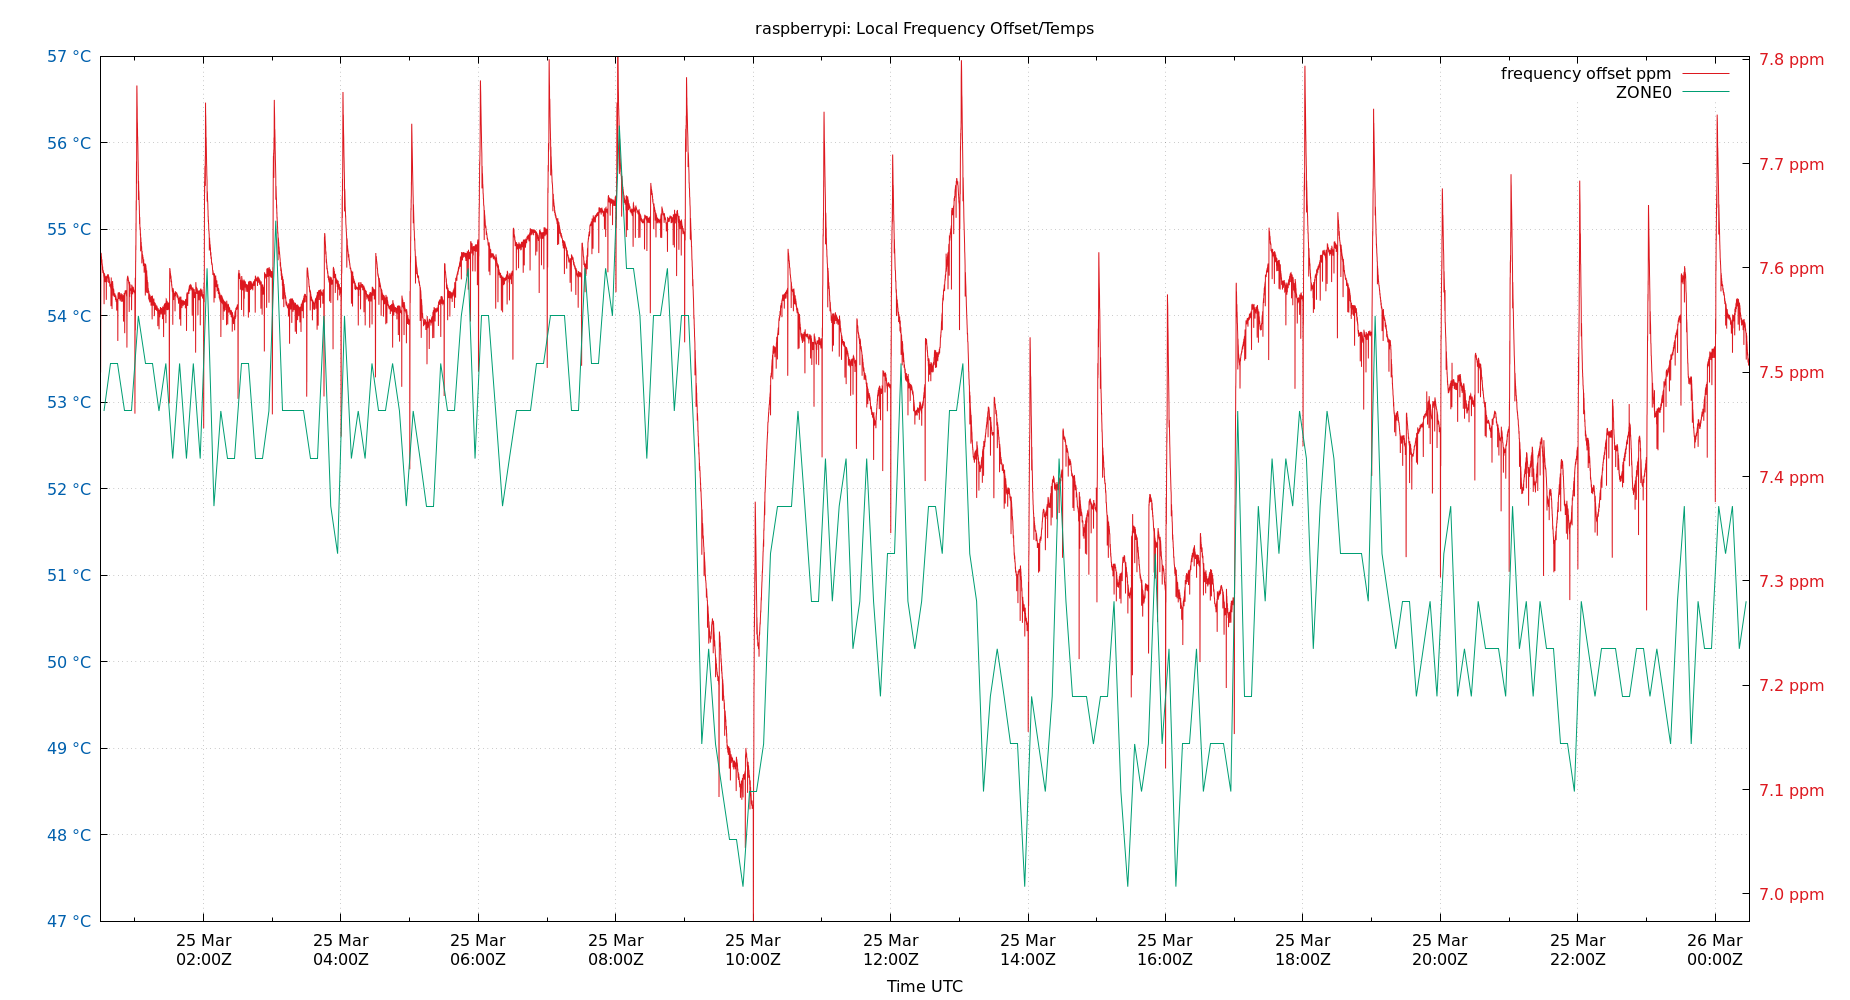 raspberrypi: Local Frequency Offset/Temps
57 °C
56 °C
55 °C
54 °C
53 °C
52 °C
51 °C
50 °C
49 °C
48 °C
47 °C
7.8 ppm
7.7 ppm
7.6 ppm
7.5 ppm
7.4 ppm
7.3 ppm
7.2 ppm
7.1 ppm
7.0 ppm
frequency offset ppm
ZONE0
25 Mar
02:00Z
25 Mar
04:00Z
25 Mar
06:00Z
25 Mar
08:00Z
25 Mar
10:00Z
25 Mar
12:00Z
25 Mar
14:00Z
25 Mar
16:00Z
25 Mar
18:00Z
25 Mar
20:00Z
25 Mar
22:00Z
26 Mar
00:00Z
Time UTC